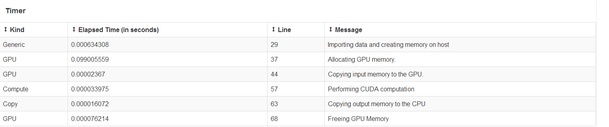 Timer
↕ Kind ↕ Elapsed Time (in seconds) ↕ Line ↕ Message
Generic 0.000634308 29 Importing data and creating memory on host
GPU 0.099005559 37 Allocating GPU memory.
GPU 0.00002367 44 Copying input memory to the GPU.
Compute 0.000033975 57 Performing CUDA computation
Copy 0.000016072 63 Copying output memory to the CPU
GPU 0.000076214 68 Freeing GPU Memory